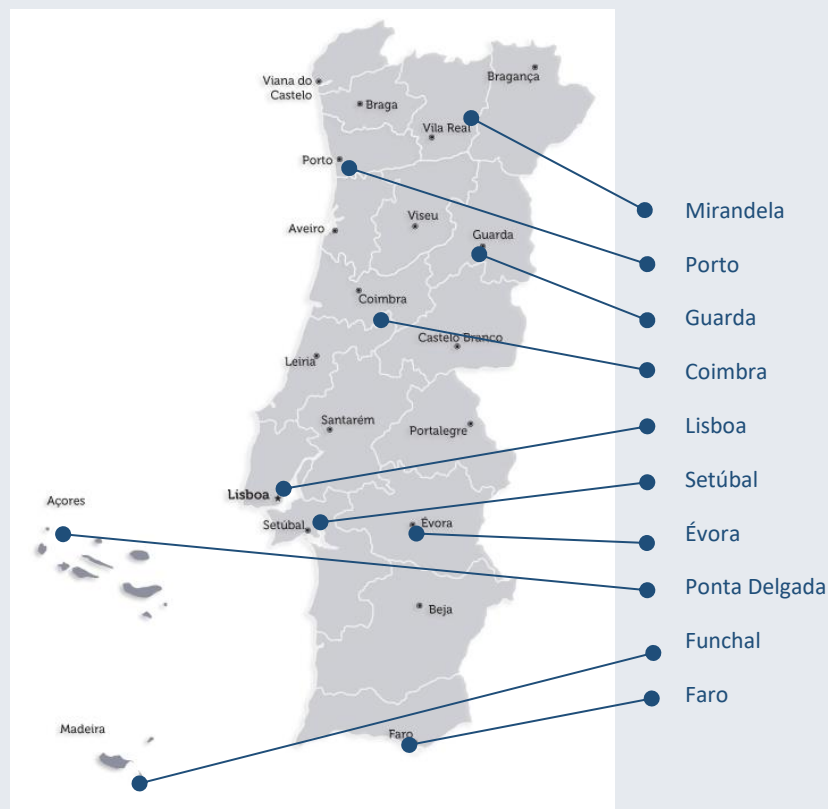 Viana do
Castelo
Bragança
Braga
Vila Real
Porto
Aveiro
Viseu
Guarda
Coimbra
Castelo Branco
Leiria
Santarém
Portalegre
Lisboa
Setúbal
Évora
Beja
Faro
Açores
Madeira
Mirandela
Porto
Guarda
Coimbra
Lisboa
Setúbal
Évora
Ponta Delgada
Funchal
Faro